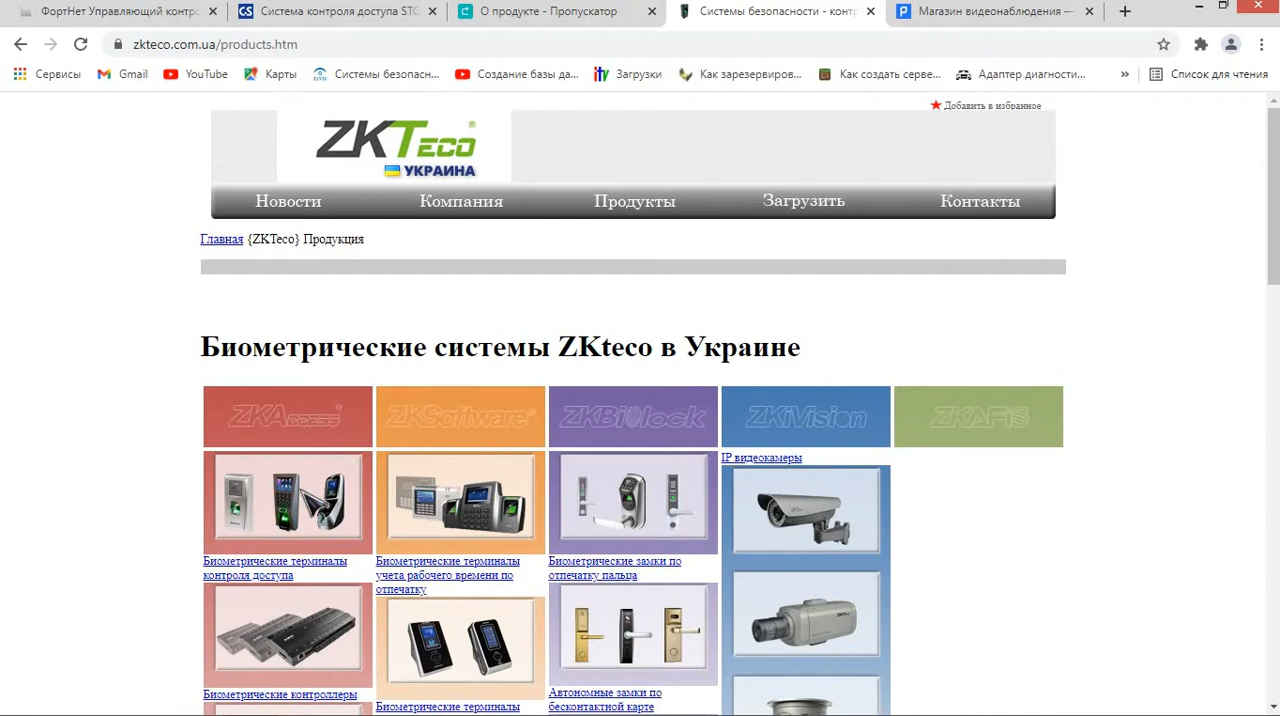 ФортНет Управляющий контро
Система контроля доступа STO
О продукте - Пропускатор
Системы безопасности - контр
Магазин видеонаблюдения —
zkteco.com.ua/products.htm
Сервисы
Gmail
YouTube
Карты
Системы безопасн...
Создание базы да...
Загрузки
Как зарезервиров...
Как создать серве...
Адаптер диагности...
»
Список для чтения
Добавить в избранное
ZKTeco®
УКРАИНА
Новости
Компания
Продукты
Загрузить
Контакты
Главная {ZKTeco} Продукция
Биометрические системы ZKteco в Украине
ZKAccess®
ZKSoftware®
ZKBiolock
ZKiVision
ZKAFIS
IP видеокамеры
Биометрические терминалы
контроля доступа
Биометрические терминалы
учета рабочего времени по
отпечатку
Биометрические замки по
отпечатку пальца
Биометрические контроллеры
Биометрические терминалы
Автономные замки по
бесконтактной карте